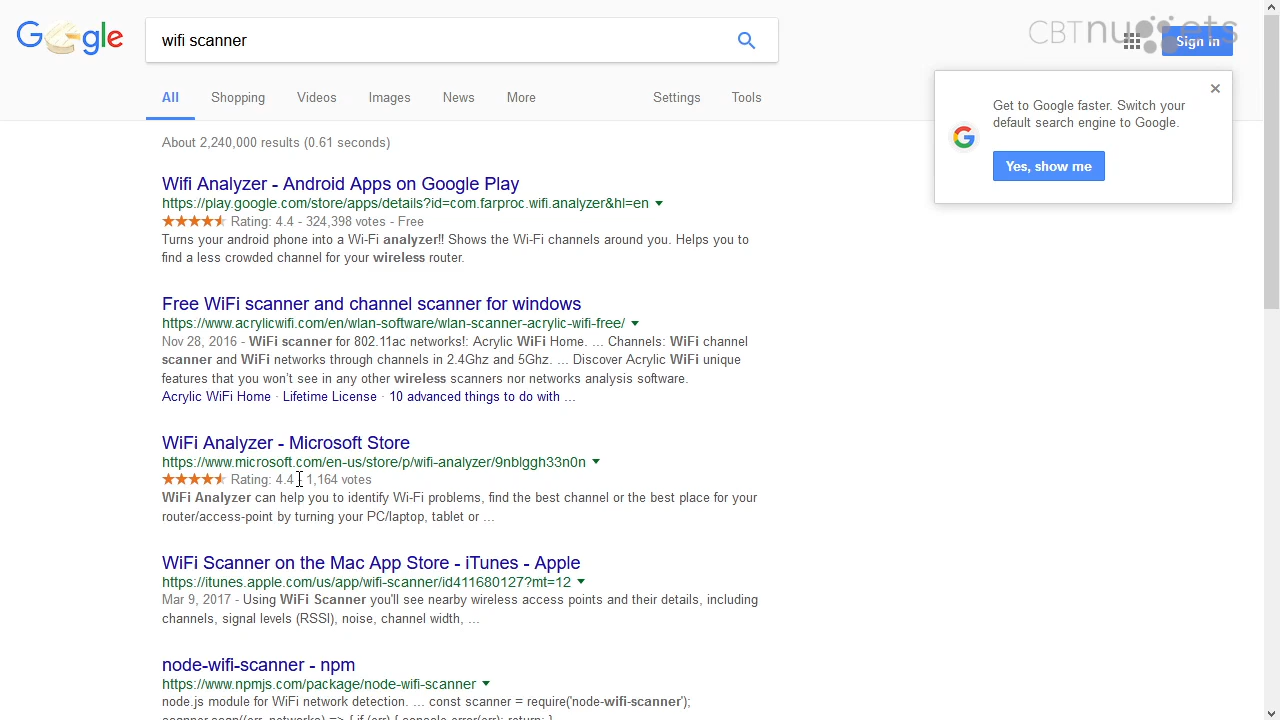 Google
wifi scanner
CBTnuggets
Sign in
All Shopping Videos Images News More Settings Tools
Get to Google faster. Switch your
default search engine to Google.
Yes, show me
About 2,240,000 results (0.61 seconds)
Wifi Analyzer - Android Apps on Google Play
https://play.google.com/store/apps/details?id=com.farproc.wifi.analyzer&hl=en
Rating: 4.4 - 324,398 votes - Free
Turns your android phone into a Wi-Fi analyzer!! Shows the Wi-Fi channels around you. Helps you to
find a less crowded channel for your wireless router.
Free WiFi scanner and channel scanner for windows
https://www.acrylicwifi.com/en/wlan-software/wlan-scanner-acrylic-wifi-free/
Nov 28, 2016 - WiFi scanner for 802.11ac networks!: Acrylic WiFi Home. ... Channels: WiFi channel
scanner and WiFi networks through channels in 2.4Ghz and 5Ghz. ... Discover Acrylic WiFi unique
features that you won't see in any other wireless scanners nor networks analysis software.
Acrylic WiFi Home · Lifetime License · 10 advanced things to do with ...
WiFi Analyzer - Microsoft Store
https://www.microsoft.com/en-us/store/p/wifi-analyzer/9nblggh33n0n
Rating: 4.4 - 1,164 votes
WiFi Analyzer can help you to identify Wi-Fi problems, find the best channel or the best place for your
router/access-point by turning your PC/laptop, tablet or ...
WiFi Scanner on the Mac App Store - iTunes - Apple
https://itunes.apple.com/us/app/wifi-scanner/id411680127?mt=12
Mar 9, 2017 - Using WiFi Scanner you'll see nearby wireless access points and their details, including
channels, signal levels (RSSI), noise, channel width, ...
node-wifi-scanner - npm
https://www.npmjs.com/package/node-wifi-scanner
node.js module for WiFi network detection. ... const scanner = require('node-wifi-scanner');
scanner.scan((err, networks) => { if (err) { console.error(err); return; }